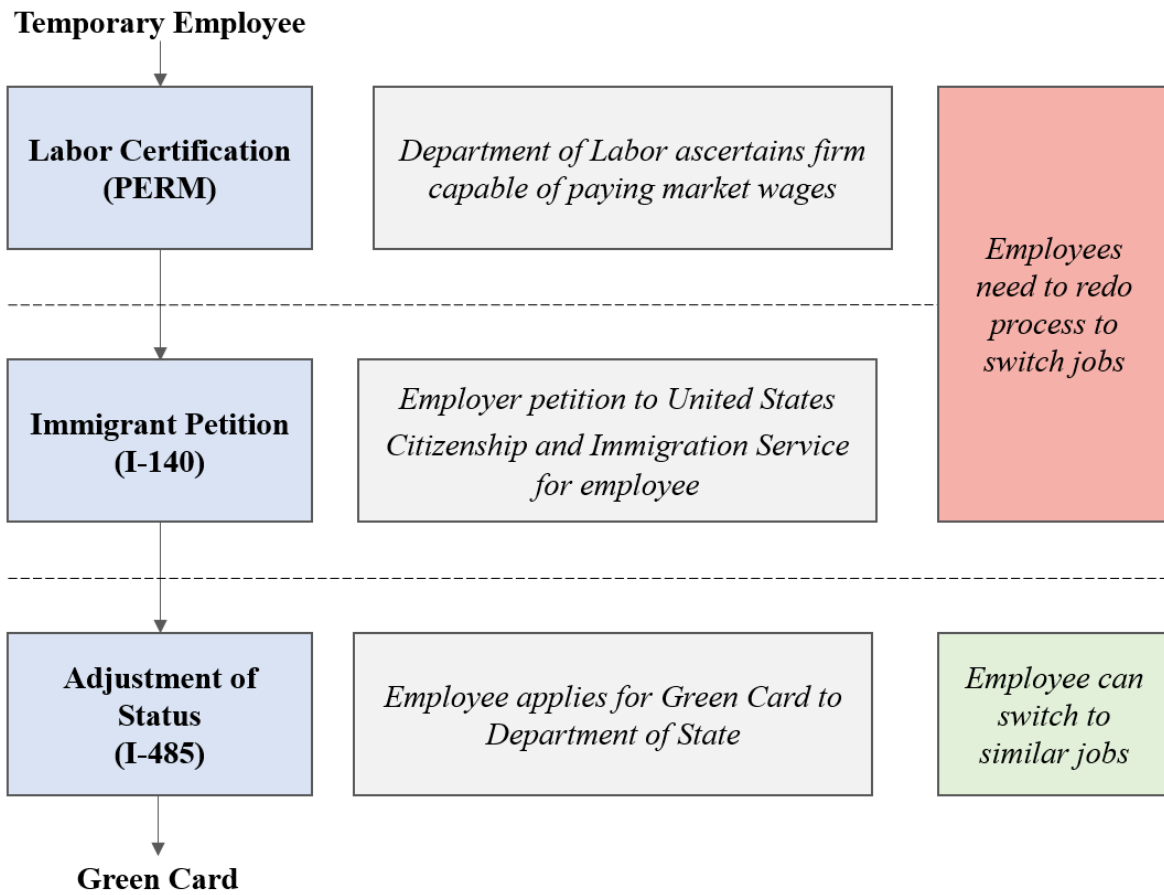 Temporary Employee
Labor Certification
(PERM)
Department of Labor ascertains firm
capable of paying market wages
Employees
need to redo
process to
switch jobs
Immigrant Petition
(I-140)
Employer petition to United States
Citizenship and Immigration Service
for employee
Adjustment of
Status
(I-485)
Employee applies for Green Card to
Department of State
Employee can
switch to
similar jobs
Green Card